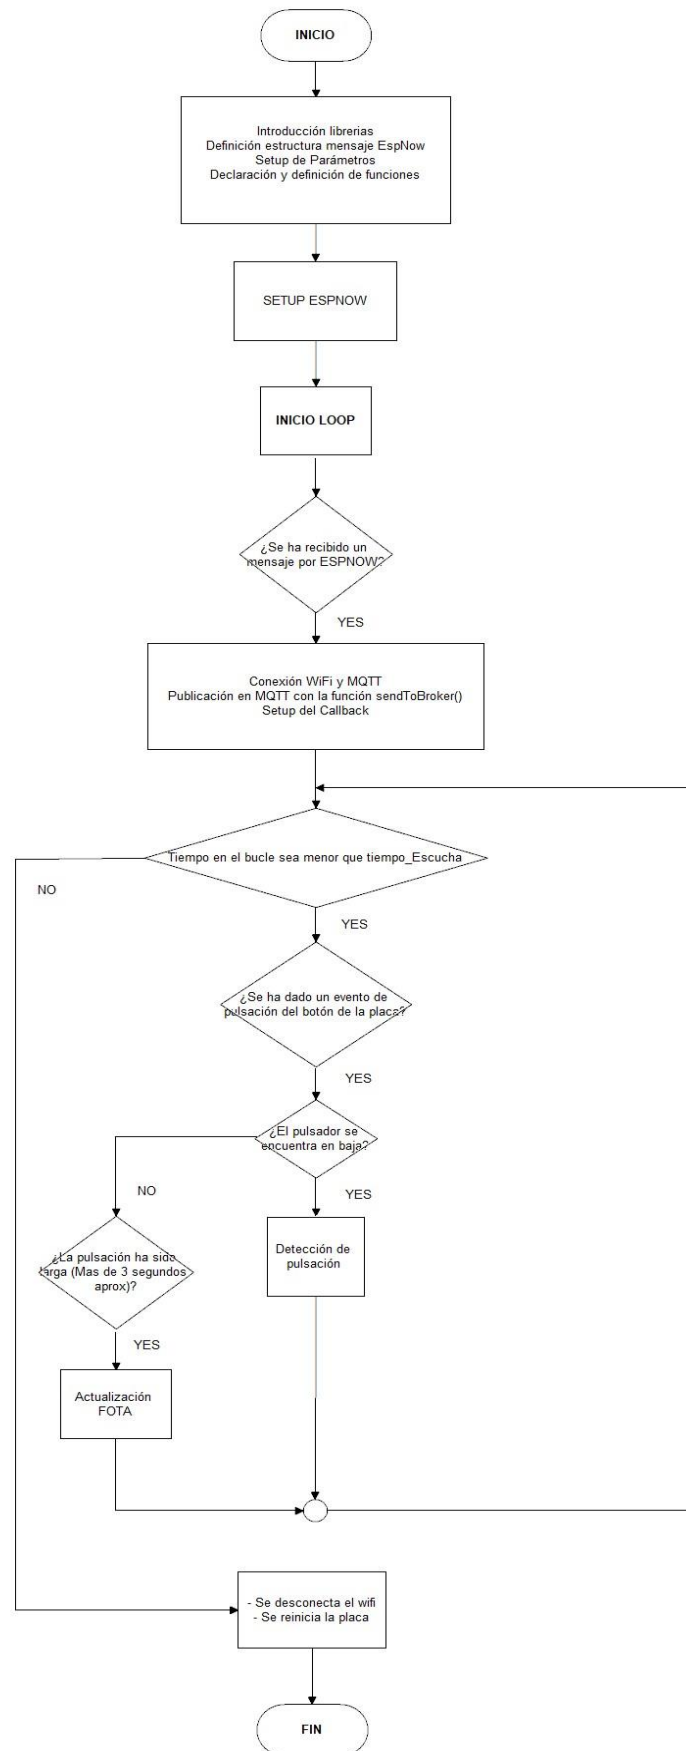 INICIO
Introducción librerias
Definición estructura mensaje EspNow
Setup de Parámetros
Declaración y definición de funciones
SETUP ESPNOW
INICIO LOOP
¿Se ha recibido un
mensaje por ESPNOW?
YES
Conexión WiFi y MQTT
Publicación en MQTT con la función sendToBroker()
Setup del Callback
Tiempo en el bucle sea menor que tiempo_Escucha
NO
YES
¿Se ha dado un evento de
pulsación del botón de la placa?
YES
¿El pulsador se
encuentra en baja?
NO
YES
¿La pulsación ha sido
larga (Mas de 3 segundos
aprox)?
Detección de
pulsación
YES
Actualización
FOTA
- Se desconecta el wifi
- Se reinicia la placa
FIN